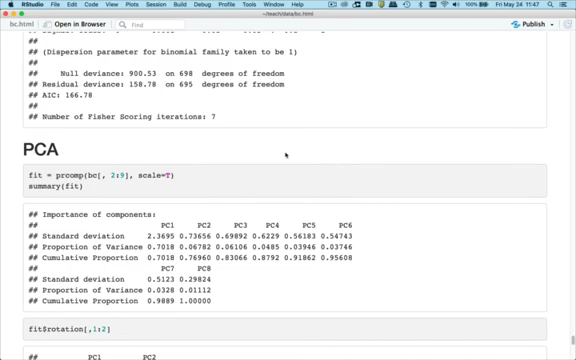 RStudio File Edit Code View Plots Session Build Debug Profile Tools Window Help 100% Fri May 24 11:47
~/teach/data/bc.html
bc.html Open in Browser Find Publish
## (Dispersion parameter for binomial family taken to be 1)
##
## Null deviance: 900.53 on 698 degrees of freedom
## Residual deviance: 158.78 on 695 degrees of freedom
## AIC: 166.78
##
## Number of Fisher Scoring iterations: 7
PCA
fit = prcomp(bc[, 2:9], scale=T)
summary(fit)
## Importance of components:
## PC1 PC2 PC3 PC4 PC5 PC6
## Standard deviation 2.3695 0.73656 0.69892 0.6229 0.56183 0.54743
## Proportion of Variance 0.7018 0.06782 0.06106 0.0485 0.03946 0.03746
## Cumulative Proportion 0.7018 0.76960 0.83066 0.8792 0.91862 0.95608
## PC7 PC8
## Standard deviation 0.5123 0.29824
## Proportion of Variance 0.0328 0.01112
## Cumulative Proportion 0.9889 1.00000
fit$rotation[,1:2]
## PC1 PC2